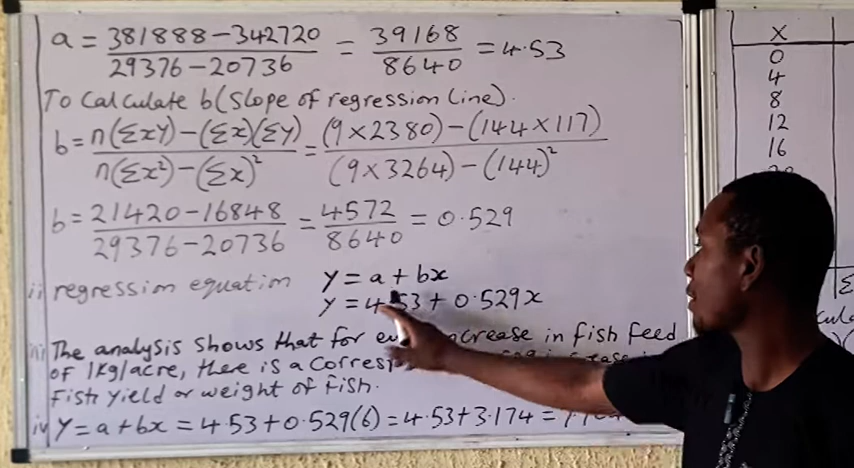 a = 381888 - 342720 / 29376 - 20736 = 39168 / 8640 = 4.53
To Calculate b (Slope of regression Line).
b = n(Σxy) - (Σx)(Σy) / n(Σx²) - (Σx)² = (9 x 2380) - (144 x 117) / (9 x 3264) - (144)²
b = 21420 - 16848 / 29376 - 20736 = 4572 / 8640 = 0.529
ii regression equation y = a + bx
y = 4.53 + 0.529x
iii The analysis shows that for increase in fish feed
of 1kg/acre, there is a
Fish yield or weight of fish.
iv y = a + bx = 4.53 + 0.529(6) = 4.53 + 3.174 =
x
0
4
8
12
16